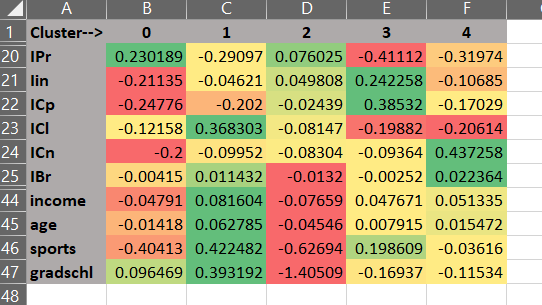 A B C D E F
1 Cluster--> 0 1 2 3 4
20 IPr 0.230189 -0.29097 0.076025 -0.41112 -0.31974
21 Iin -0.21135 -0.04621 0.049808 0.242258 -0.10685
22 ICp -0.24776 -0.202 -0.02439 0.38532 -0.17029
23 ICl -0.12158 0.368303 -0.08147 -0.19882 -0.20614
24 ICn -0.2 -0.09952 -0.08304 -0.09364 0.437258
25 IBr -0.00415 0.011432 -0.0132 -0.00252 0.022364
44 income -0.04791 0.081604 -0.07659 0.047671 0.051335
45 age -0.01418 0.062785 -0.04546 0.007915 0.015472
46 sports -0.40413 0.422482 -0.62694 0.198609 -0.03616
47 gradschl 0.096469 0.393192 -1.40509 -0.16937 -0.11534
48